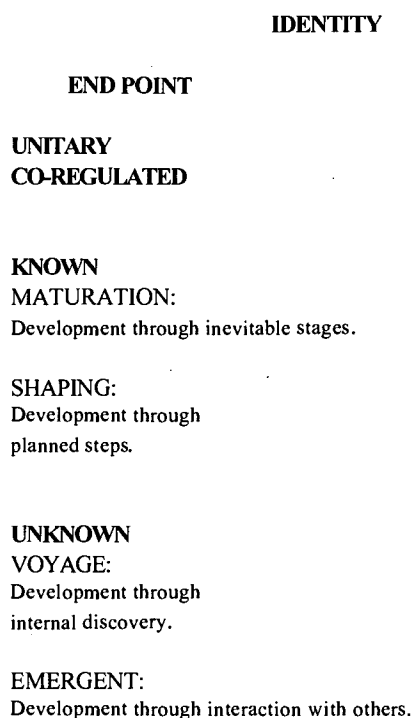 IDENTITY
END POINT
UNITARY
CO-REGULATED
KNOWN
MATURATION:
Development through inevitable stages.
SHAPING:
Development through
planned steps.
UNKNOWN
VOYAGE:
Development through
internal discovery.
EMERGENT:
Development through interaction with others.